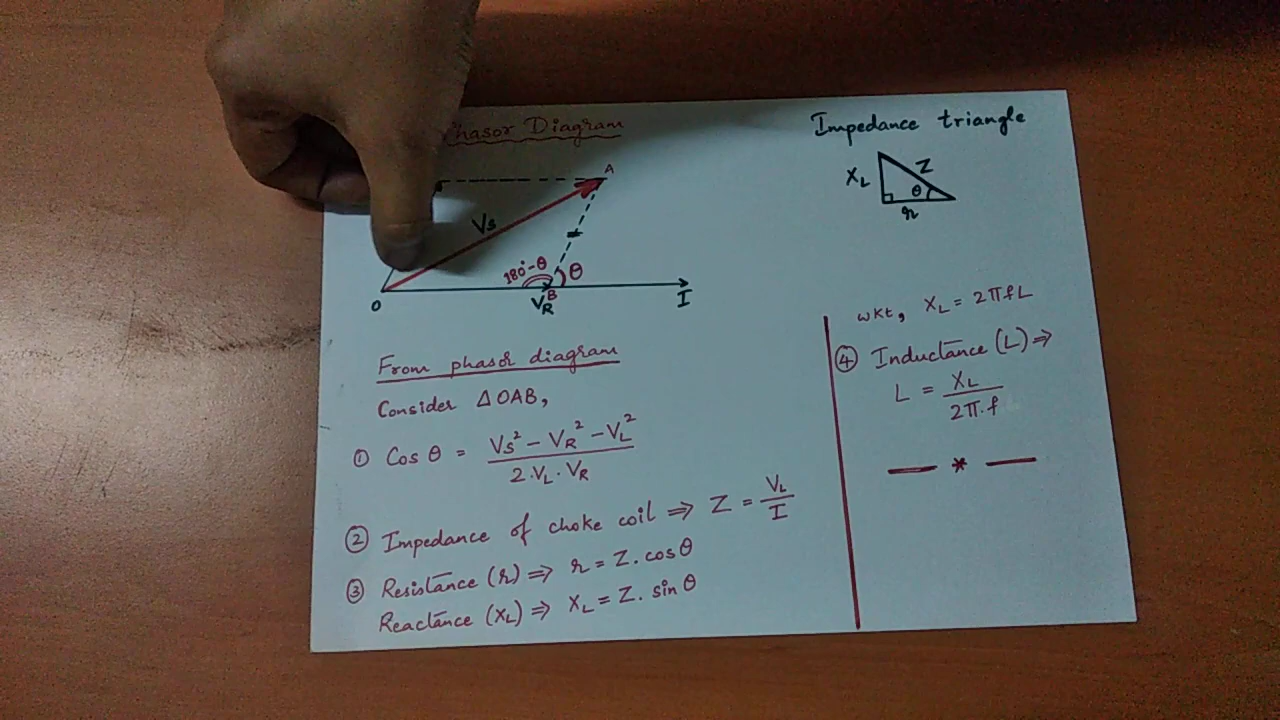 Phasor Diagram
A
Vs
180°-θ
θ
O
B
VR
I
From phasor diagram
Consider ΔOAB,
① Cos θ = Vs² - VR² - VL² / 2.VL.VR
② Impedance of choke coil ⇒ Z = VL / I
③ Resistance (r) ⇒ r = Z. cosθ
Reactance (XL) ⇒ XL = Z. sin θ
Impedance triangle
XL
Z
θ
r
wkt, XL = 2πfL
④ Inductance (L) ⇒
L = XL / 2π.f
— * —